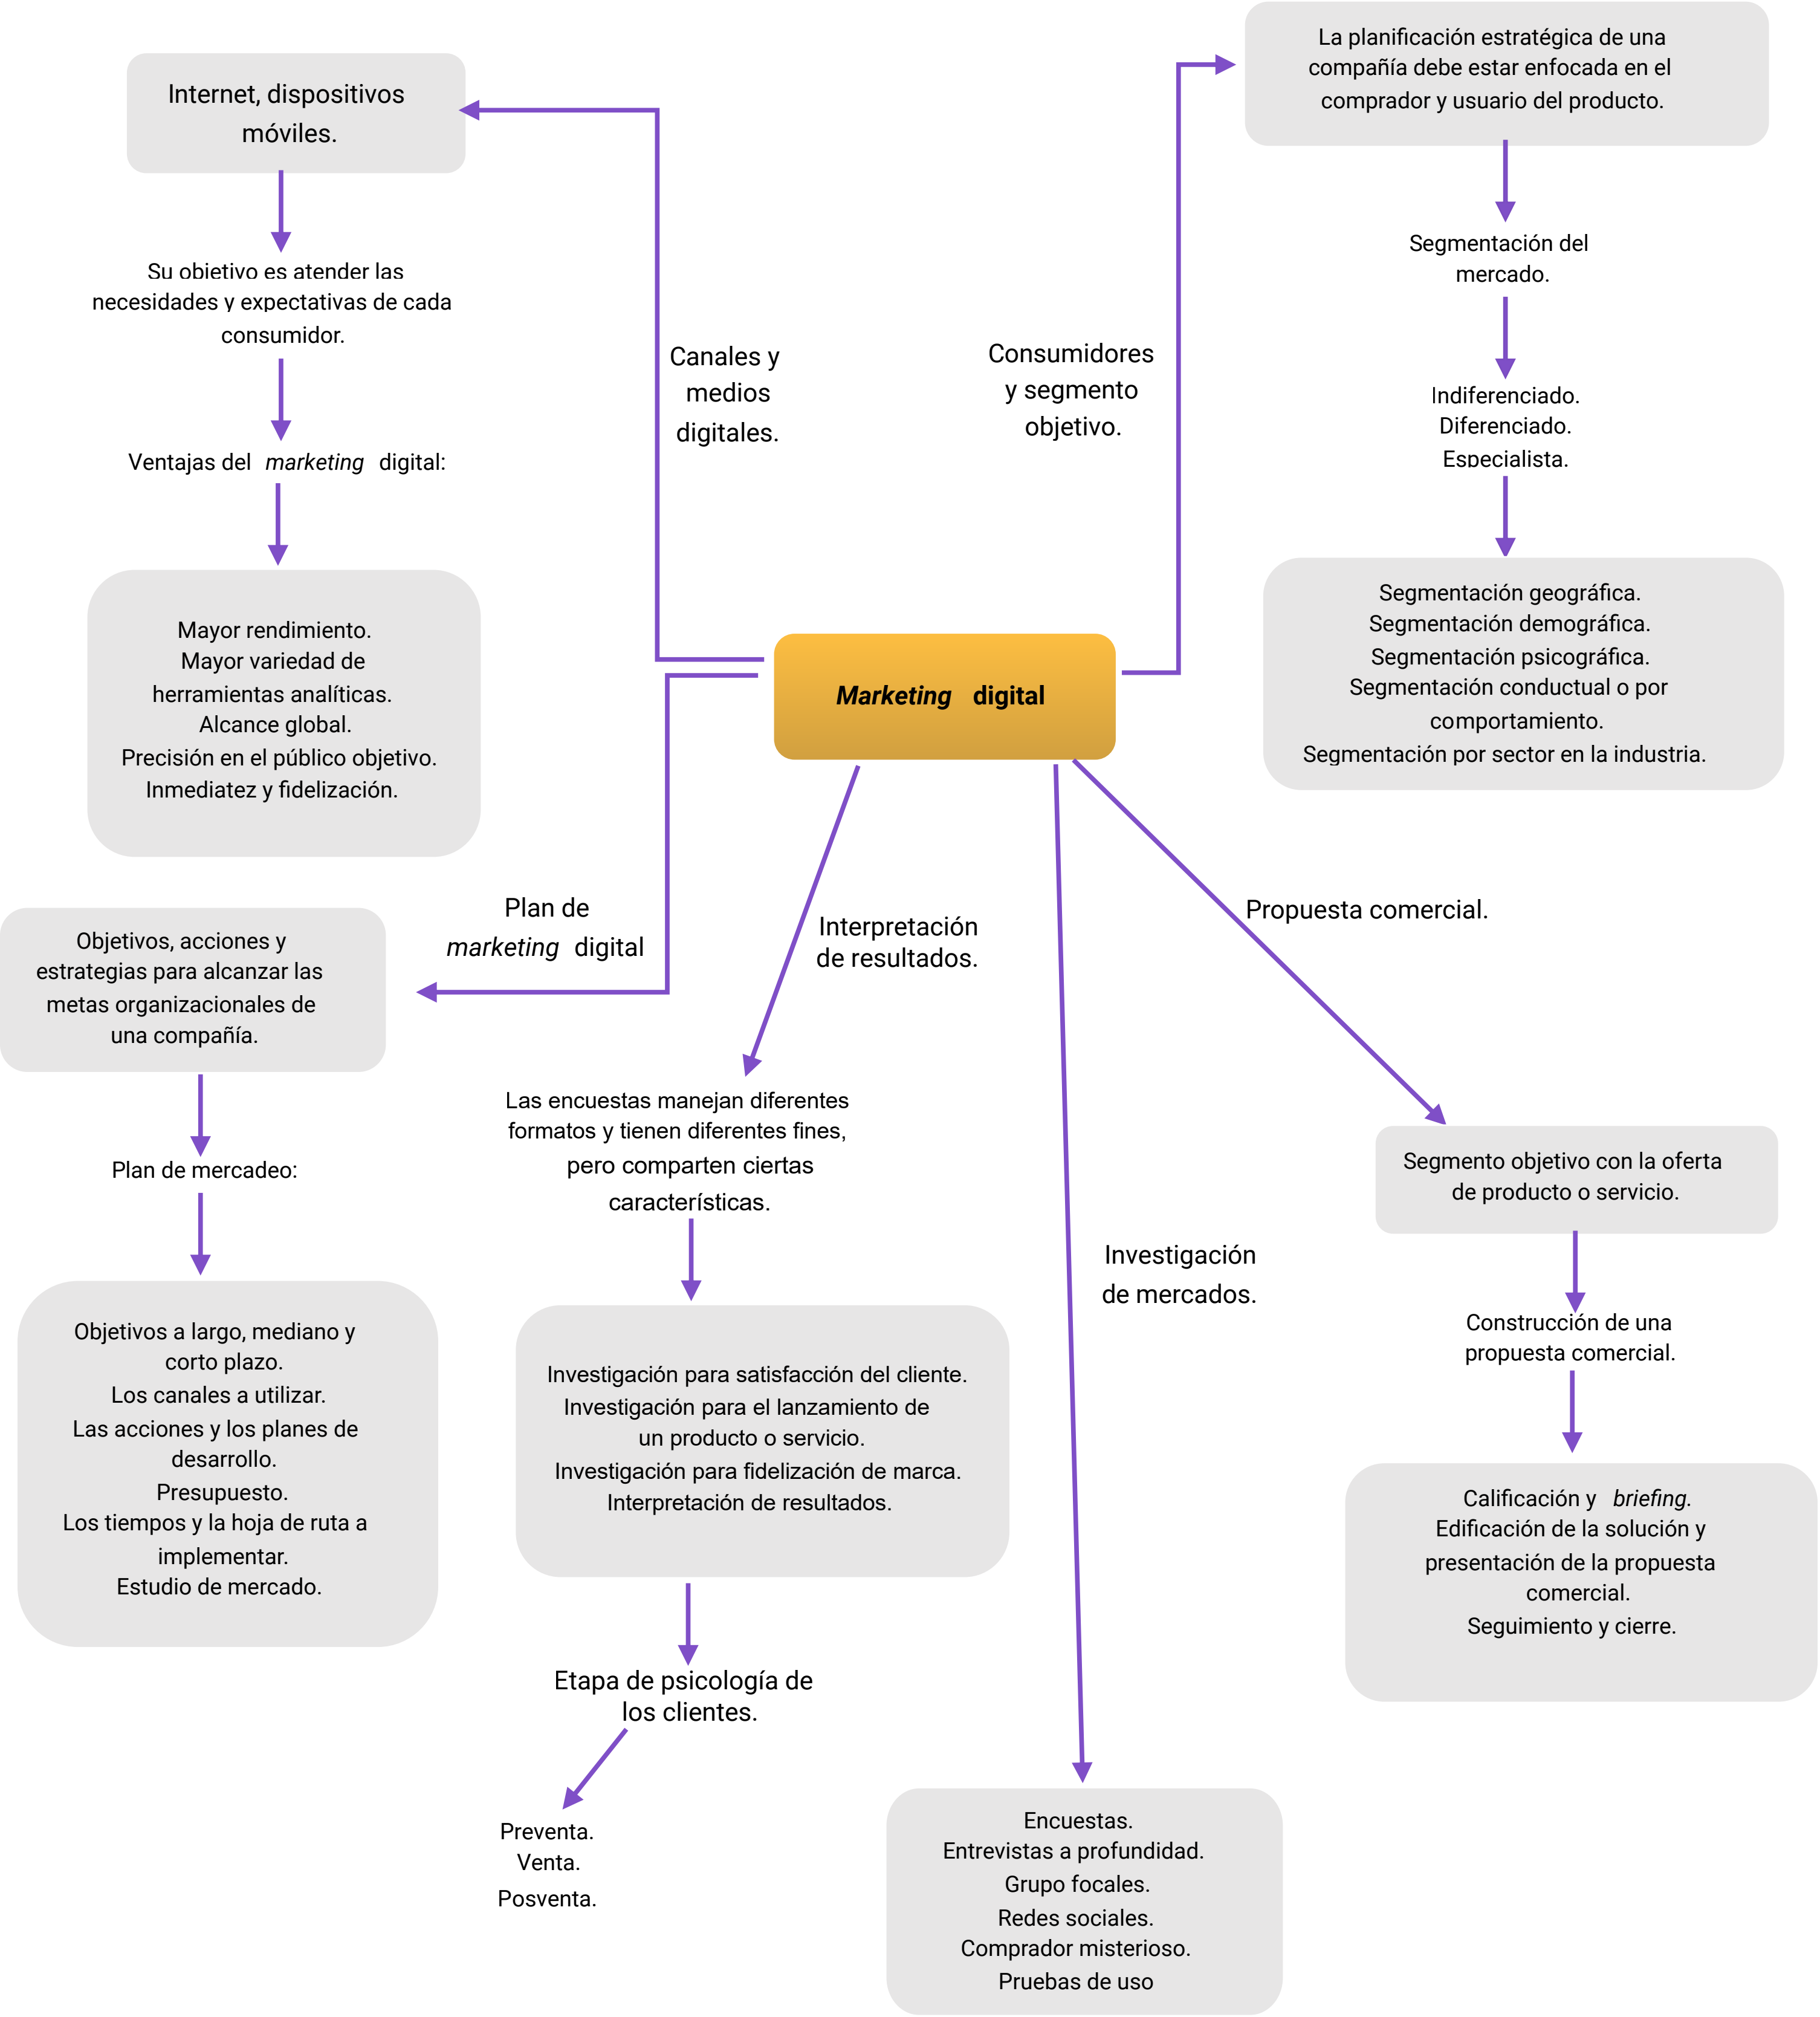 Internet, dispositivos
móviles.
Su objetivo es atender las
necesidades y expectativas de cada
consumidor.
Ventajas del marketing digital:
Mayor rendimiento.
Mayor variedad de
herramientas analíticas.
Alcance global.
Precisión en el público objetivo.
Inmediatez y fidelización.
Canales y
medios
digitales.
Consumidores
y segmento
objetivo.
La planificación estratégica de una
compañía debe estar enfocada en el
comprador y usuario del producto.
Segmentación del
mercado.
Indiferenciado.
Diferenciado.
Especialista.
Segmentación geográfica.
Segmentación demográfica.
Segmentación psicográfica.
Segmentación conductual o por
comportamiento.
Segmentación por sector en la industria.
Marketing digital
Plan de
marketing digital
Objetivos, acciones y
estrategias para alcanzar las
metas organizacionales de
una compañía.
Plan de mercadeo:
Objetivos a largo, mediano y
corto plazo.
Los canales a utilizar.
Las acciones y los planes de
desarrollo.
Presupuesto.
Los tiempos y la hoja de ruta a
implementar.
Estudio de mercado.
Interpretación
de resultados.
Las encuestas manejan diferentes
formatos y tienen diferentes fines,
pero comparten ciertas
características.
Investigación para satisfacción del cliente.
Investigación para el lanzamiento de
un producto o servicio.
Investigación para fidelización de marca.
Interpretación de resultados.
Etapa de psicología de
los clientes.
Preventa.
Venta.
Posventa.
Investigación
de mercados.
Encuestas.
Entrevistas a profundidad.
Grupo focales.
Redes sociales.
Comprador misterioso.
Pruebas de uso
Propuesta comercial.
Segmento objetivo con la oferta
de producto o servicio.
Construcción de una
propuesta comercial.
Calificación y briefing.
Edificación de la solución y
presentación de la propuesta
comercial.
Seguimiento y cierre.